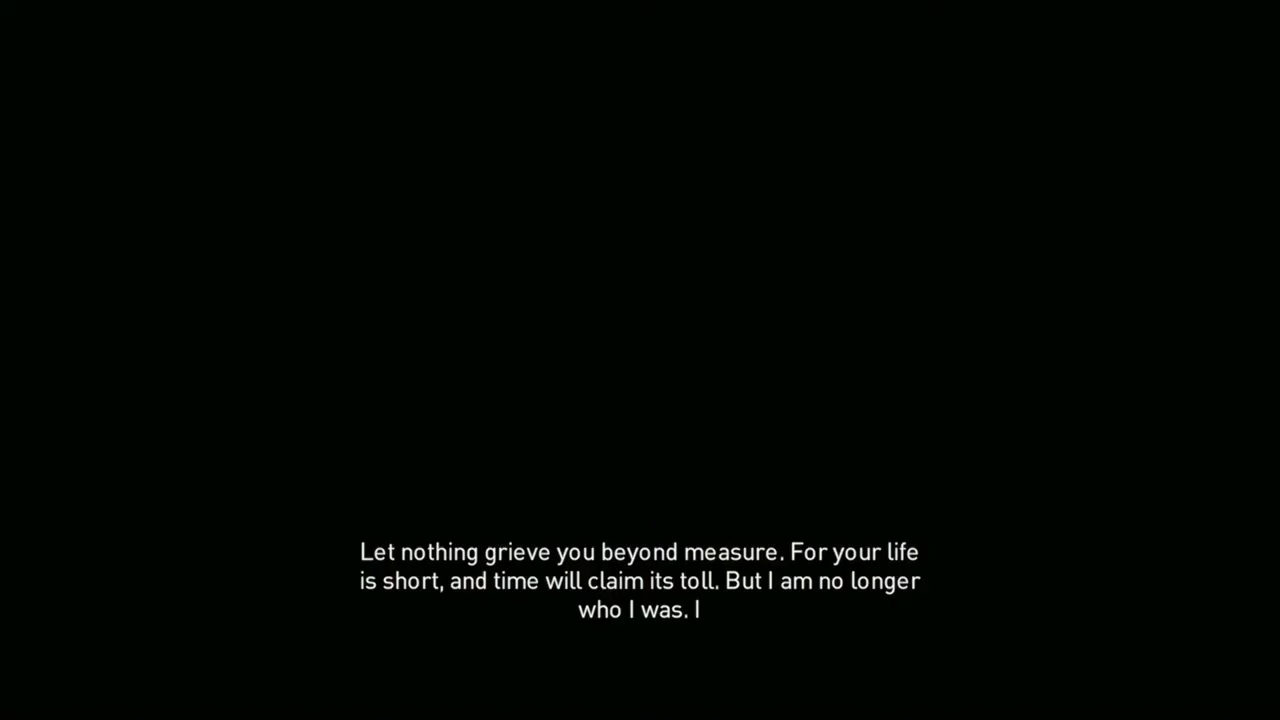 Let nothing grieve you beyond measure. For your life
is short, and time will claim its toll. But I am no longer
who I was. I